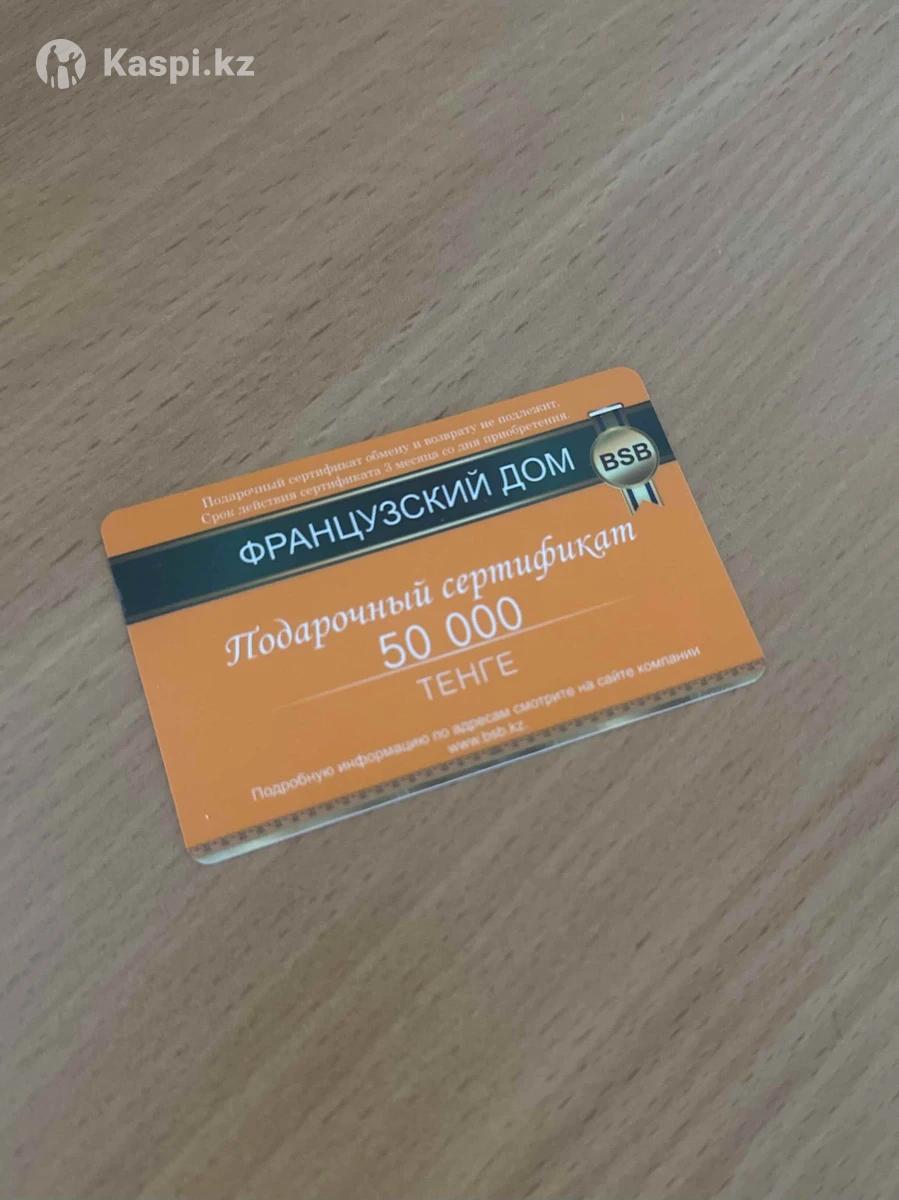 Kaspi.kz
Подарочный сертификат обмену и возврату не подлежит.
Срок действия сертификата 3 месяца со дня приобретения.
ФРАНЦУЗСКИЙ ДОМ
BSB
Подарочный сертификат
50 000
ТЕНГЕ
Подробную информацию по адресам смотрите на сайте компании
www.bsb.kz